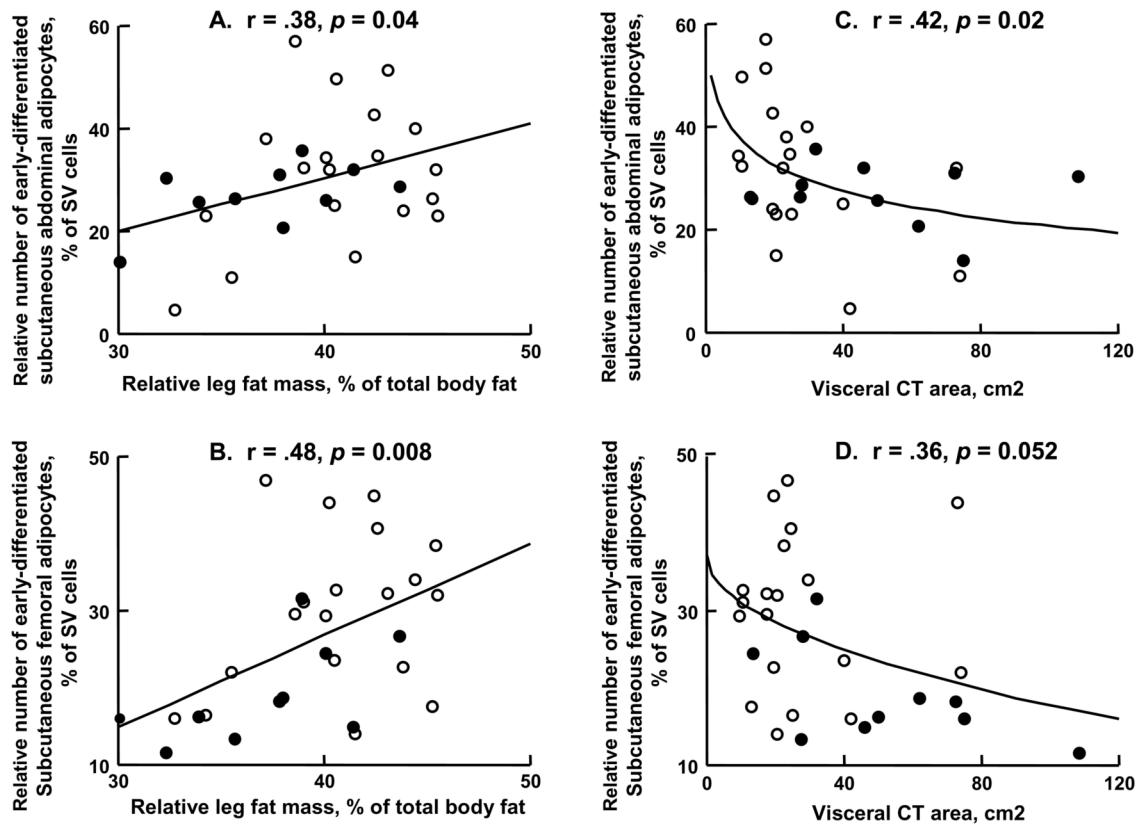 A. r = .38, p = 0.04
Relative number of early-differentiated
subcutaneous abdominal adipocytes,
% of SV cells
60
40
20
0
30
40
50
Relative leg fat mass, % of total body fat
C. r = .42, p = 0.02
Relative number of early-differentiated
subcutaneous abdominal adipocytes,
% of SV cells
60
40
20
0
0
40
80
120
Visceral CT area, cm2
B. r = .48, p = 0.008
Relative number of early-differentiated
Subcutaneous femoral adipocytes,
% of SV cells
50
30
10
30
40
50
Relative leg fat mass, % of total body fat
D. r = .36, p = 0.052
Relative number of early-differentiated
Subcutaneous femoral adipocytes,
% of SV cells
50
30
10
0
40
80
120
Visceral CT area, cm2